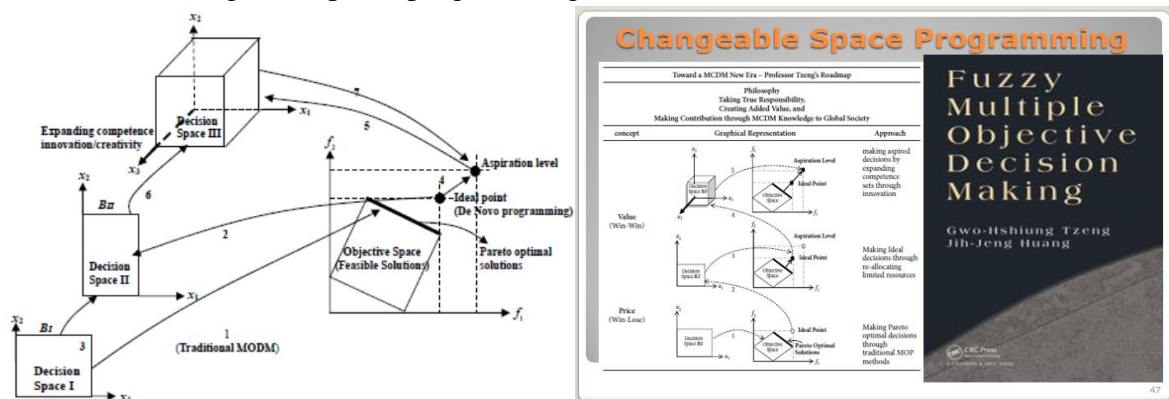 x2
x1
Decision
Space III
Expanding competence
innovation/creativity
x3
7
5
6
f2
Aspiration level
4
Ideal point
(De Novo programming)
x2
BII
2
Decision
Space II
x1
Objective Space
(Feasible Solutions)
Pareto optimal
solutions
f1
x2
BI
3
1
(Traditional MODM)
Decision
Space I
x1
Changeable Space Programming
Toward a MCDM New Era – Professor Tzeng's Roadmap
Philosophy
Taking True Responsibility,
Creating Added Value, and
Making Contribution through MCDM Knowledge to Global Society
concept Graphical Representation Approach
Value
(Win-Win)
Price
(Win-Lose)
Aspiration Level
Ideal Point
making aspired
decisions by
expanding
competence
sets through
innovation
Aspiration Level
Ideal Point
Making Ideal
decisions through
re-allocating
limited resources
Ideal Point
Pareto Optimal
Solutions
Making Pareto
optimal decisions
through
traditional MOP
methods
Fuzzy
Multiple
Objective
Decision
Making
Gwo-Hshiung Tzeng
Jih-Jeng Huang
CRC Press
47